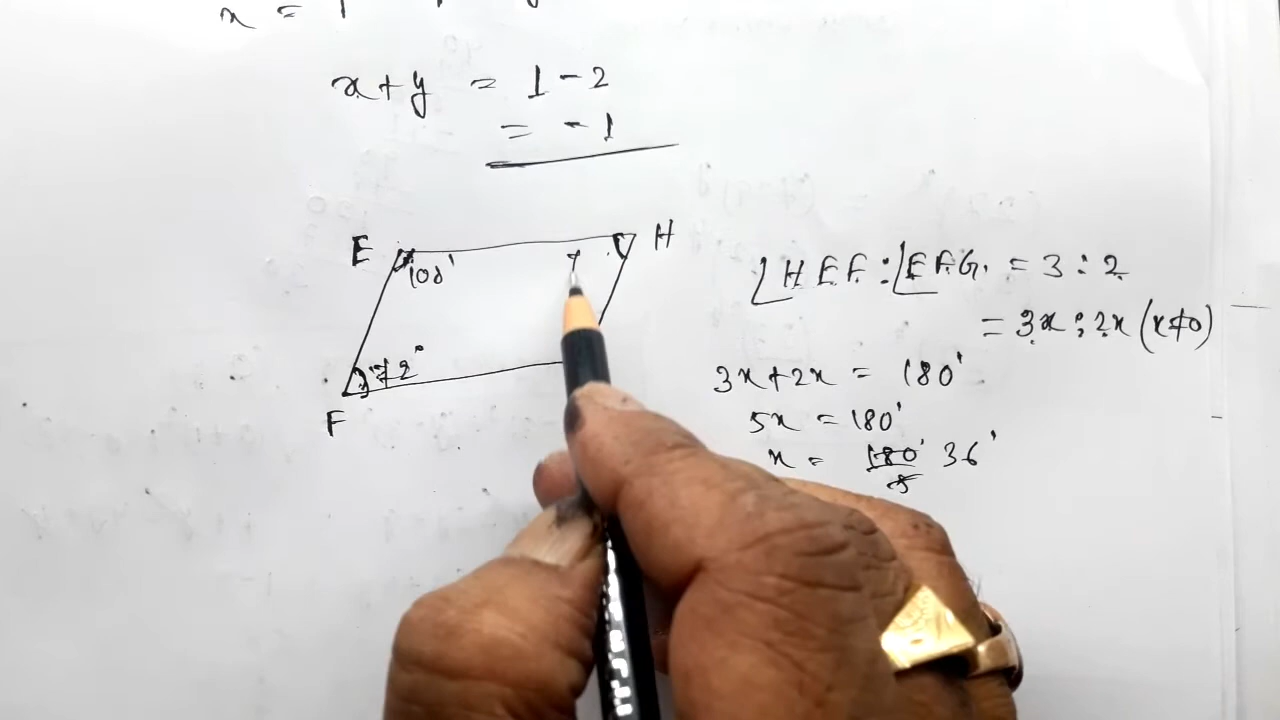 x =
x + y = 1 - 2
= - 1
E
H
108°
72°
F
∠HEF : ∠EFG. = 3 : 2
= 3x : 2x (x≠0)
3x + 2x = 180°
5x = 180°
x = 180°/5 36°